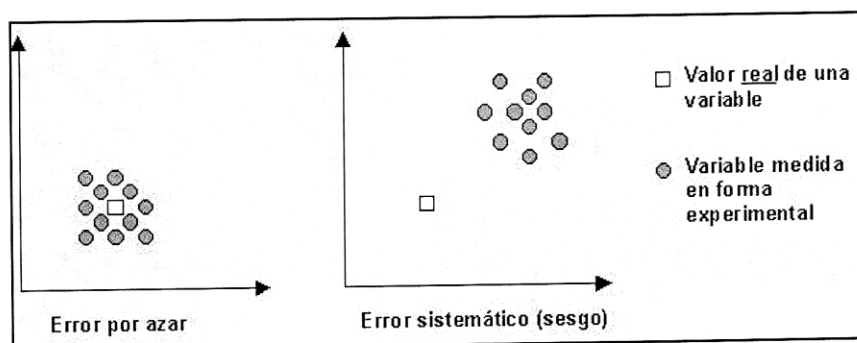 Error por azar
Error sistemático (sesgo)
Valor real de una
variable
Variable medida
en forma
experimental